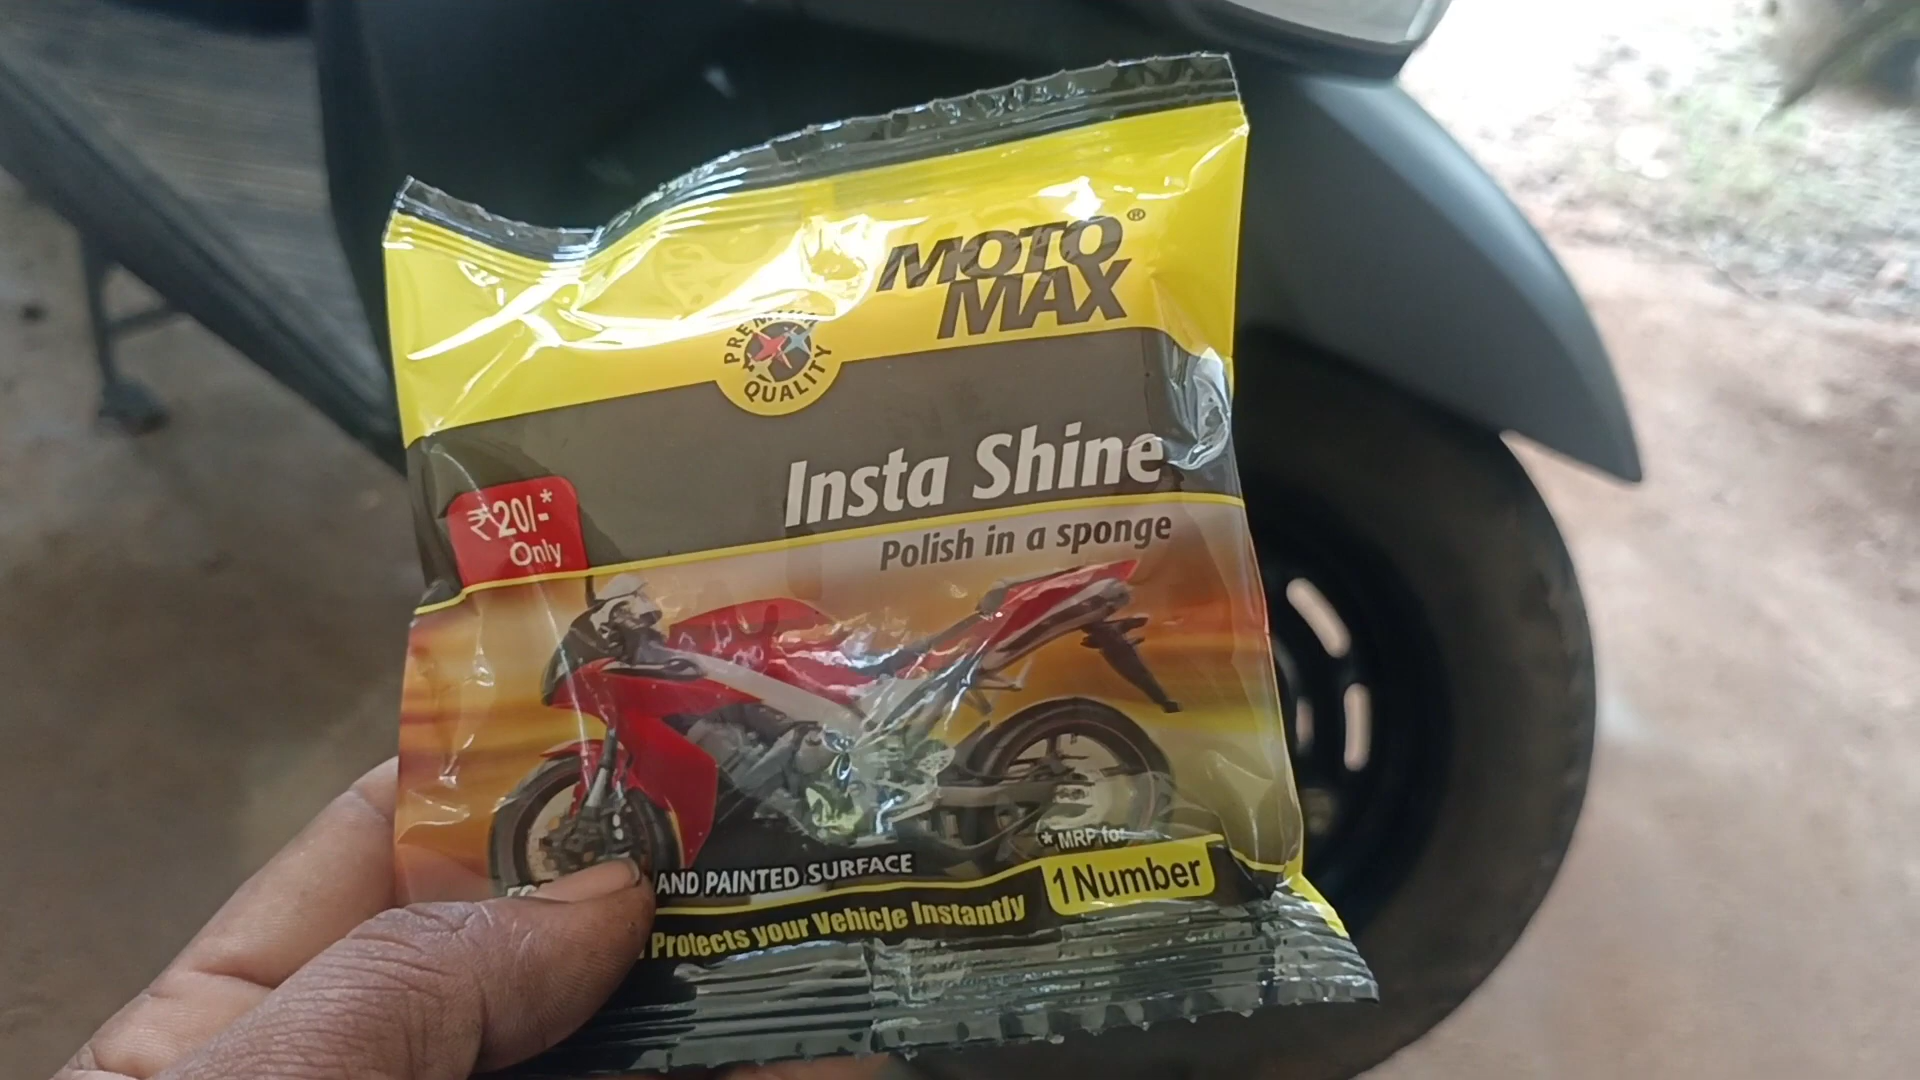 MOTO
MAX®
PREMIUM
QUALITY
Insta Shine
Polish in a sponge
₹20/-*
Only
AND PAINTED SURFACE
* MRP for
1 Number
Protects your Vehicle Instantly